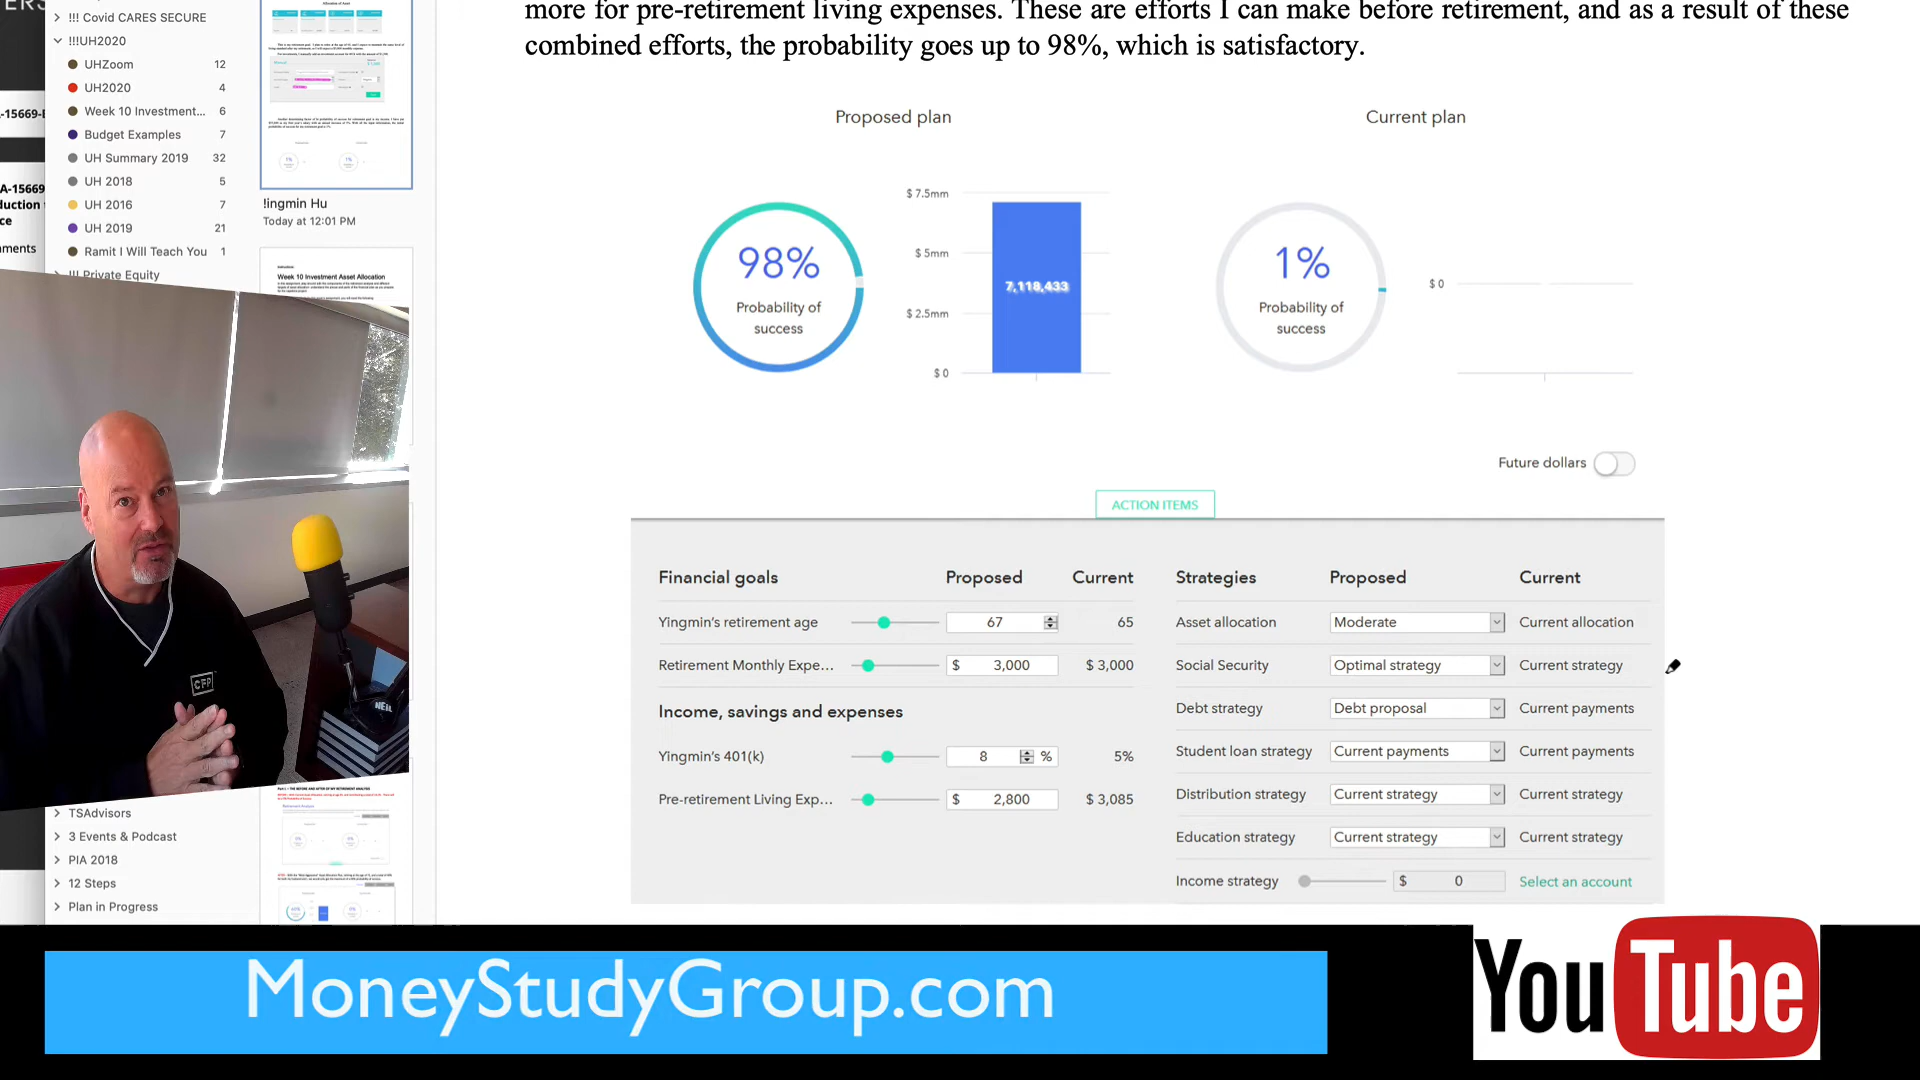 more for pre-retirement living expenses. These are efforts I can make before retirement, and as a result of these
combined efforts, the probability goes up to 98%, which is satisfactory.
!!! Covid CARES SECURE
!!!UH2020
UHZoom 12
UH2020 4
Week 10 Investment... 6
Budget Examples 7
UH Summary 2019 32
UH 2018 5
UH 2016 7
UH 2019 21
Ramit I Will Teach You 1
!!! Private Equity
TSAdvisors
3 Events & Podcast
PIA 2018
12 Steps
Plan in Progress
!ingmin Hu
Today at 12:01 PM
Week 10 Investment Asset Allocation
Proposed plan
98%
Probability of
success
$ 7.5mm
$ 5mm
$ 2.5mm
$ 0
7,118,433
Current plan
1%
Probability of
success
$ 0
Future dollars
ACTION ITEMS
Financial goals Proposed Current
Yingmin's retirement age 67 65
Retirement Monthly Expe... $ 3,000 $ 3,000
Income, savings and expenses
Yingmin's 401(k) 8 % 5%
Pre-retirement Living Exp... $ 2,800 $ 3,085
Strategies Proposed Current
Asset allocation Moderate Current allocation
Social Security Optimal strategy Current strategy
Debt strategy Debt proposal Current payments
Student loan strategy Current payments Current payments
Distribution strategy Current strategy Current strategy
Education strategy Current strategy Current strategy
Income strategy $ 0 Select an account
CFP
NEIL
MoneyStudyGroup.com
YouTube